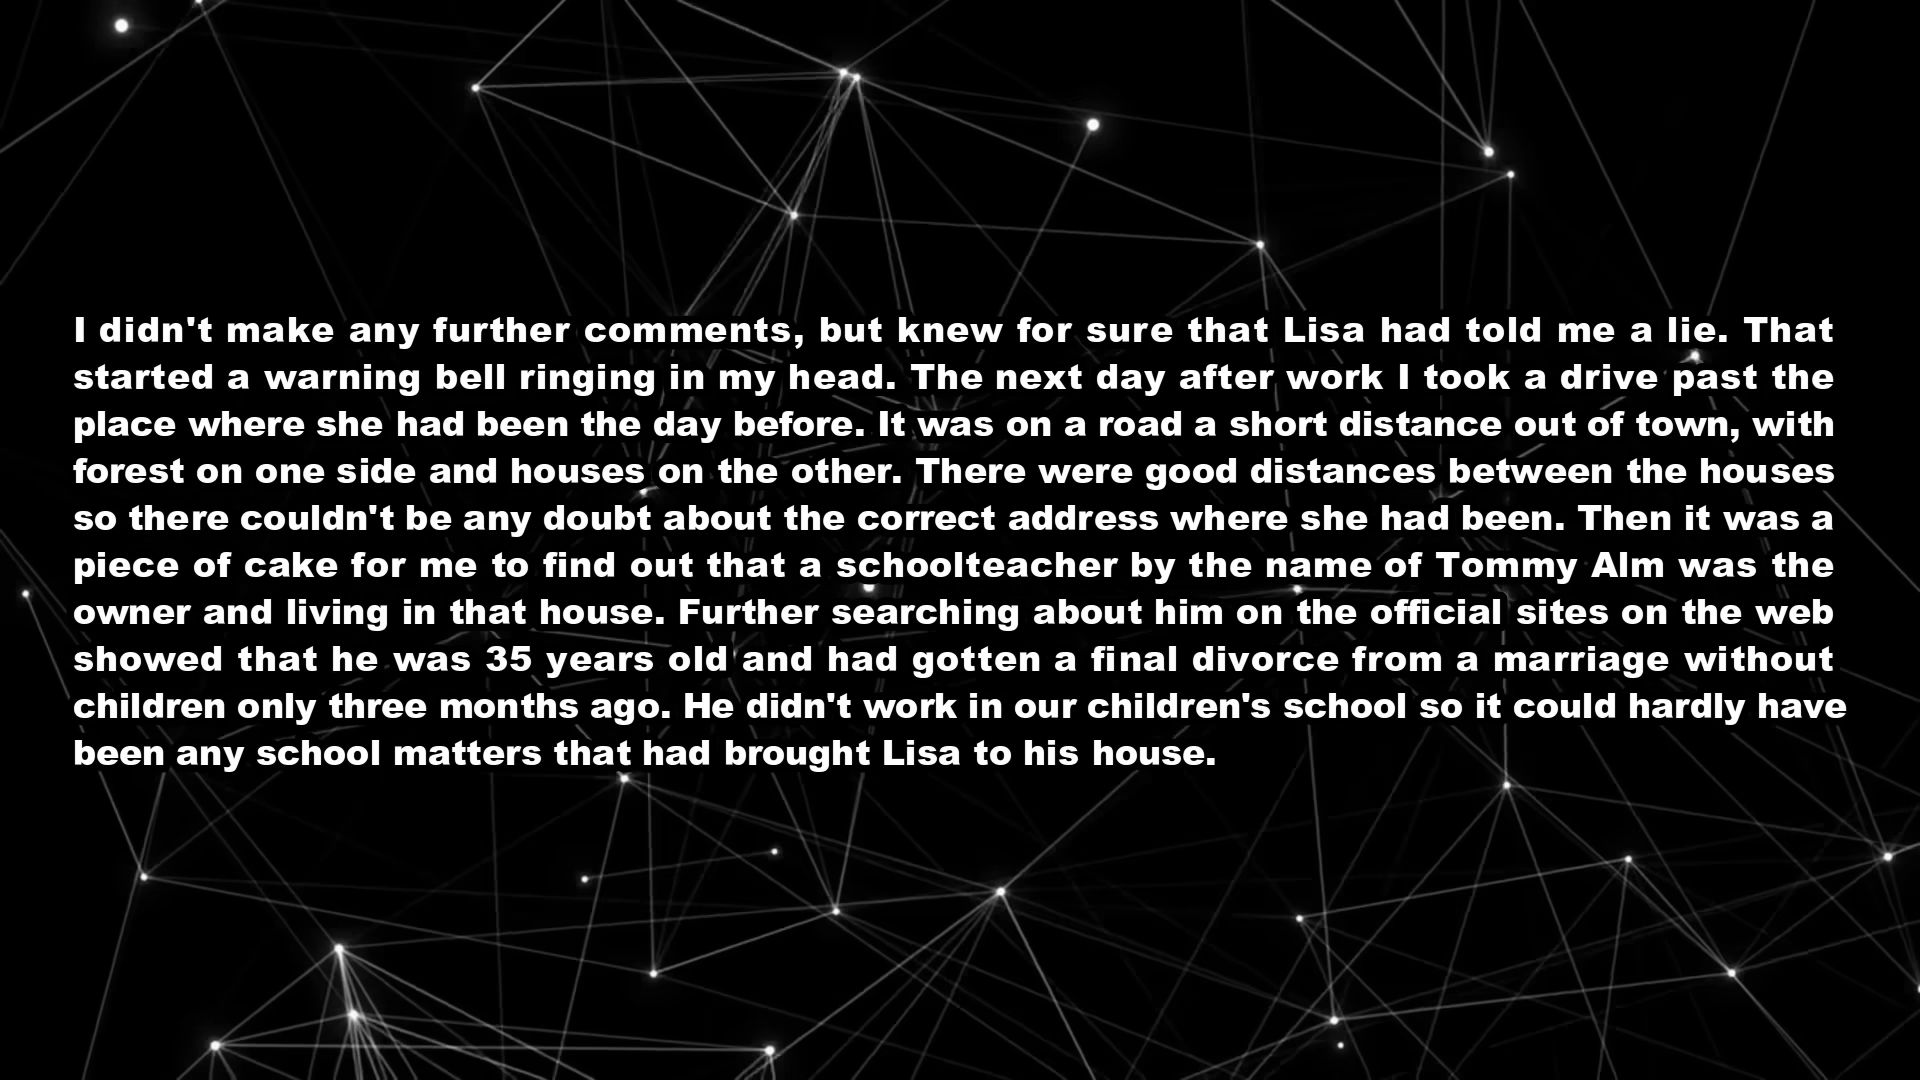 I didn't make any further comments, but knew for sure that Lisa had told me a lie. That
started a warning bell ringing in my head. The next day after work I took a drive past the
place where she had been the day before. It was on a road a short distance out of town, with
forest on one side and houses on the other. There were good distances between the houses
so there couldn't be any doubt about the correct address where she had been. Then it was a
piece of cake for me to find out that a schoolteacher by the name of Tommy Alm was the
owner and living in that house. Further searching about him on the official sites on the web
showed that he was 35 years old and had gotten a final divorce from a marriage without
children only three months ago. He didn't work in our children's school so it could hardly have
been any school matters that had brought Lisa to his house.